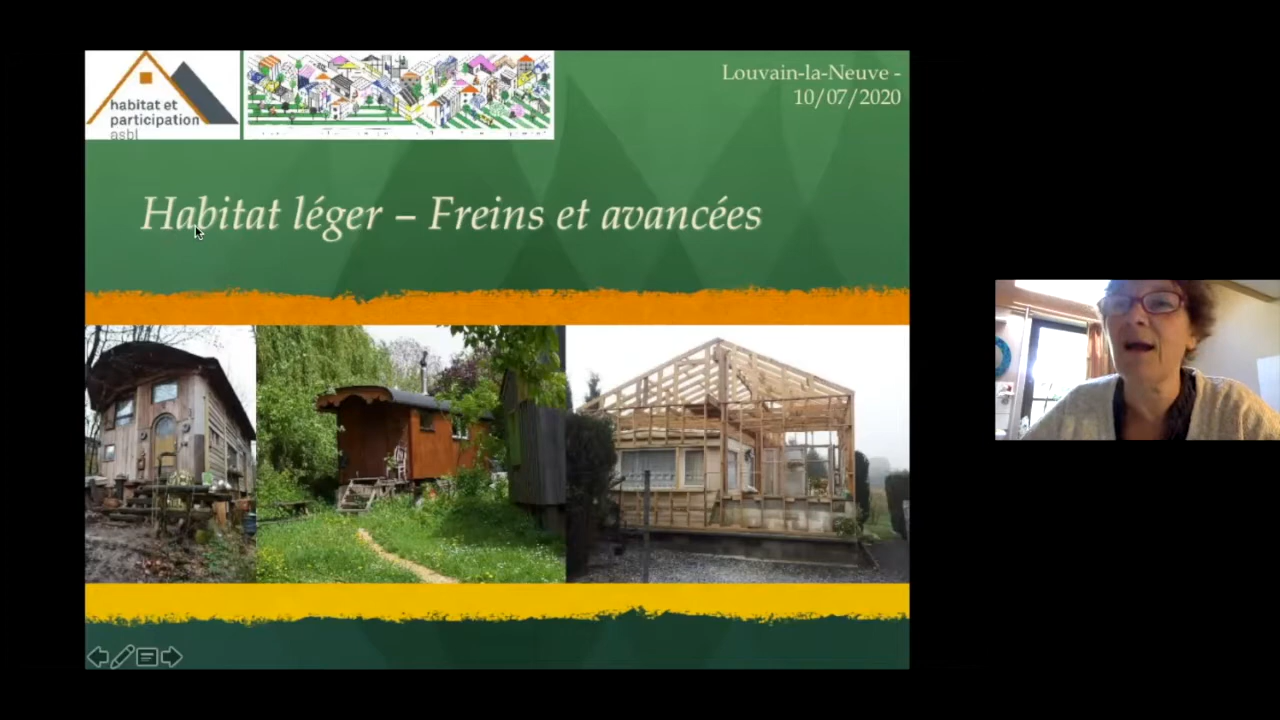 habitat et
participation
asbl
Louvain-la-Neuve -
10/07/2020
Habitat léger – Freins et avancées